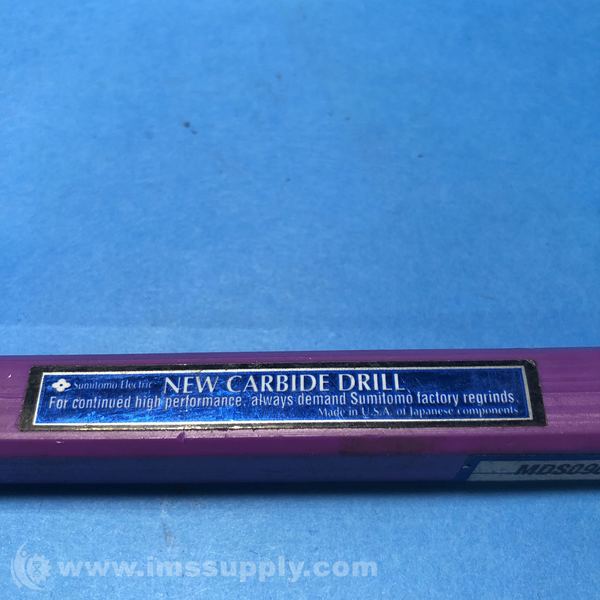 Sumitomo Electric NEW CARBIDE DRILL
For continued high performance, always demand Sumitomo factory regrinds.
Made in U.S.A. of Japanese components
www.imssupply.com